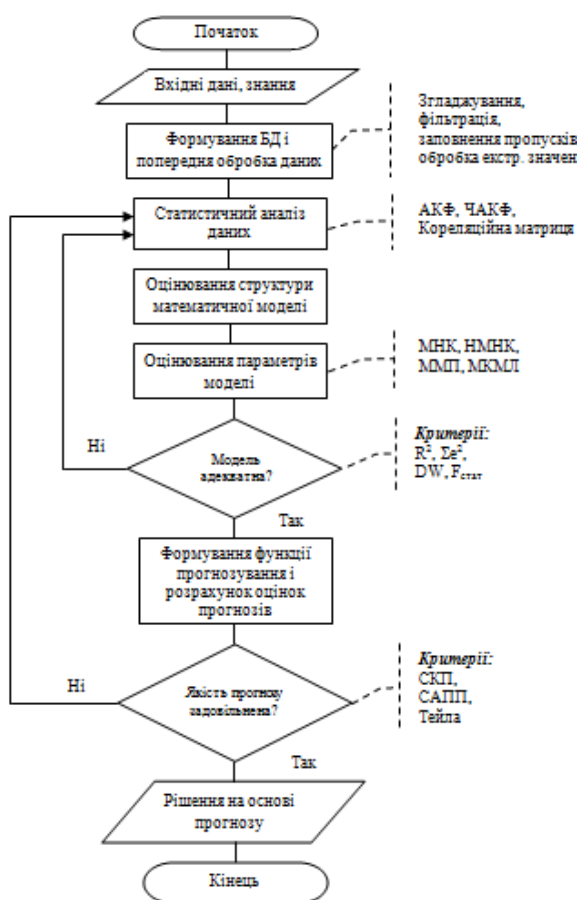 Початок
Вхідні дані, знання
Формування БД і
попередня обробка даних
Згладжування,
фільтрація,
заповнення пропусків
обробка екстр. значен
Статистичний аналіз
даних
АКФ, ЧАКФ,
Кореляційна матриця
Оцінювання структури
математичної моделі
Оцінювання параметрів
моделі
МНК, НМНК,
ММП, МКМЛ
Ні
Модель
адекватна?
Критерії:
R², Σe²,
DW, Fстат
Так
Формування функції
прогнозування і
розрахунок оцінок
прогнозів
Ні
Якість прогнозу
задовільнена?
Критерії:
СКП,
САПП,
Тейла
Так
Рішення на основі
прогнозу
Кінець